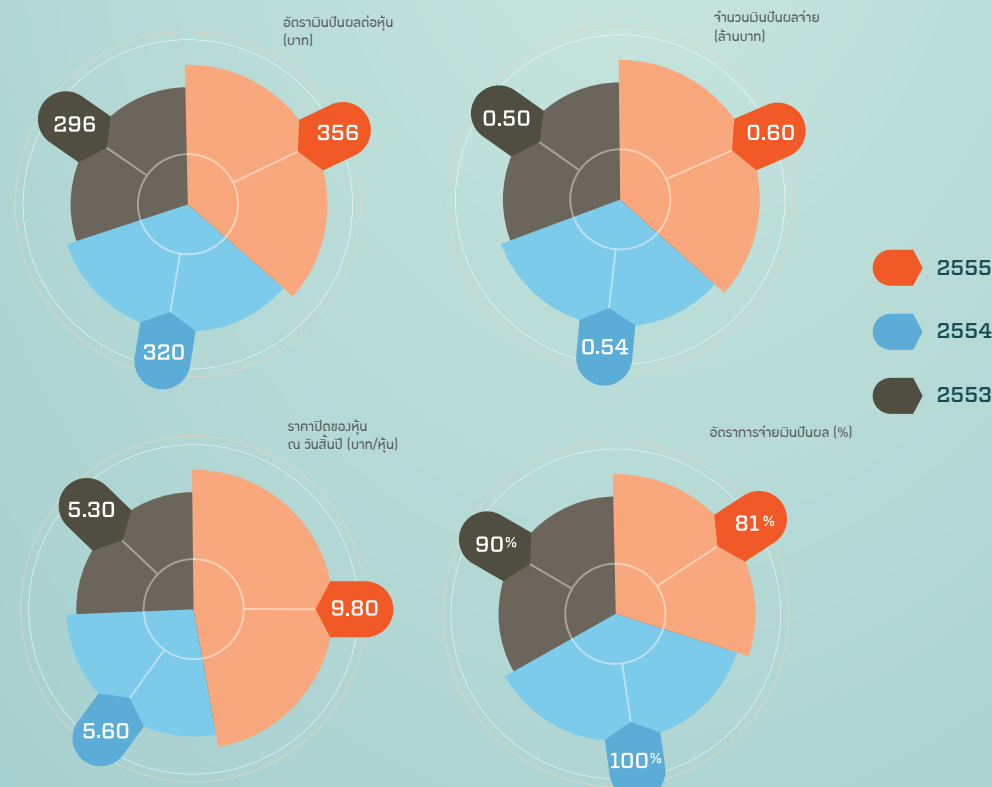 อัตราเงินปันผลต่อหุ้น
(บาท)
296
356
320
จำนวนเงินปันผลจ่าย
(ล้านบาท)
0.50
0.60
0.54
2555
2554
2553
ราคาปิดของหุ้น
ณ วันสิ้นปี (บาท/หุ้น)
5.30
9.80
5.60
อัตราการจ่ายเงินปันผล (%)
90%
81%
100%